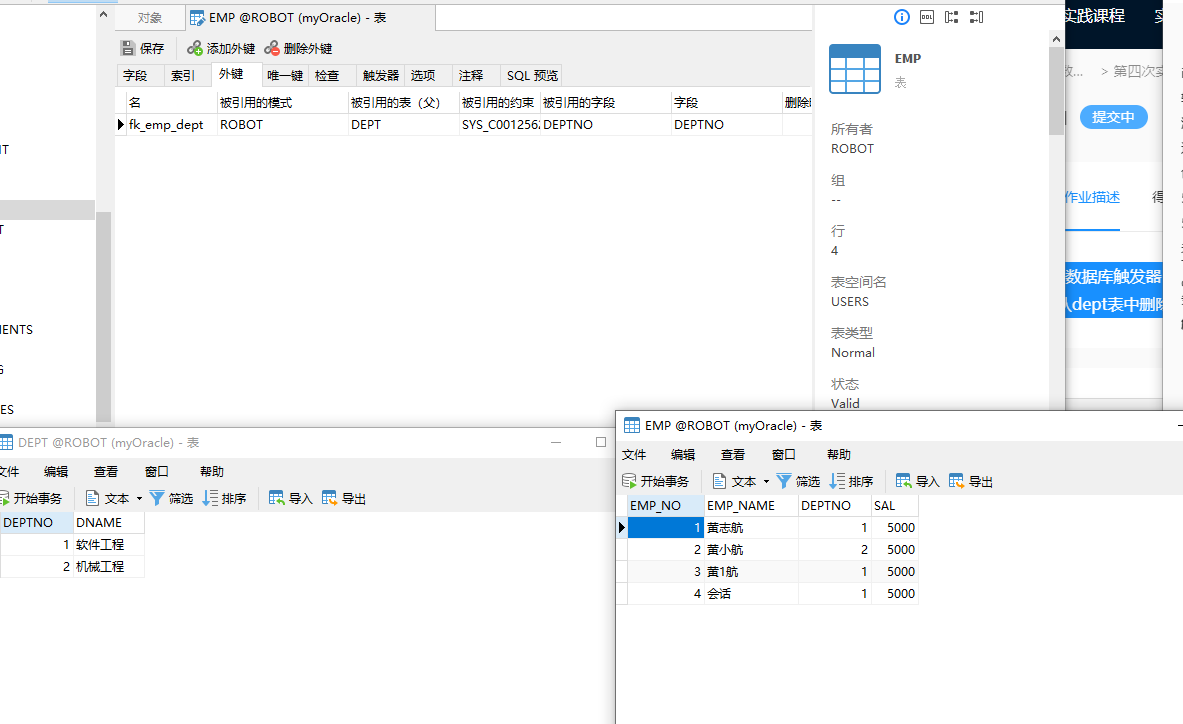 对象
EMP @ROBOT (myOracle) - 表
保存
添加外键
删除外键
字段 索引 外键 唯一键 检查 触发器 选项 注释 SQL 预览
名 被引用的模式 被引用的表（父） 被引用的约束 被引用的字段 字段
fk_emp_dept ROBOT DEPT SYS_C001256 DEPTNO DEPTNO
EMP
表
所有者
ROBOT
组
--
行
4
表空间名
USERS
表类型
Normal
状态
Valid
实践课程
> 第四次实
提交中
作业描述
数据库触发器
dept表中删除
DEPT @ROBOT (myOracle) - 表
文件 编辑 查看 窗口 帮助
开始事务 文本 筛选 排序 导入 导出
DEPTNO DNAME
1 软件工程
2 机械工程
EMP @ROBOT (myOracle) - 表
文件 编辑 查看 窗口 帮助
开始事务 文本 筛选 排序 导入 导出
EMP_NO EMP_NAME DEPTNO SAL
1 黄志航 1 5000
2 黄小航 2 5000
3 黄1航 1 5000
4 会话 1 5000